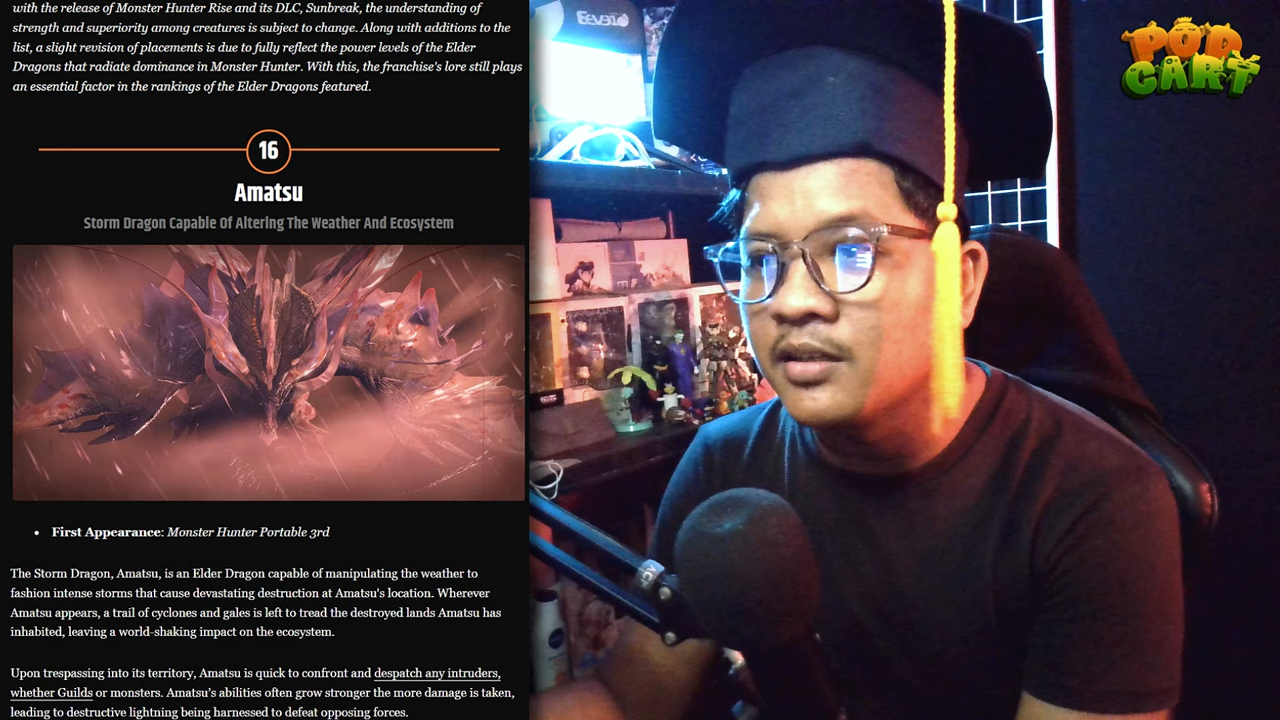 with the release of Monster Hunter Rise and its DLC, Sunbreak, the understanding of
strength and superiority among creatures is subject to change. Along with additions to the
list, a slight revision of placements is due to fully reflect the power levels of the Elder
Dragons that radiate dominance in Monster Hunter. With this, the franchise's lore still plays
an essential factor in the rankings of the Elder Dragons featured.
16
Amatsu
Storm Dragon Capable Of Altering The Weather And Ecosystem
• First Appearance: Monster Hunter Portable 3rd
The Storm Dragon, Amatsu, is an Elder Dragon capable of manipulating the weather to
fashion intense storms that cause devastating destruction at Amatsu's location. Wherever
Amatsu appears, a trail of cyclones and gales is left to tread the destroyed lands Amatsu has
inhabited, leaving a world-shaking impact on the ecosystem.
Upon trespassing into its territory, Amatsu is quick to confront and despatch any intruders,
whether Guilds or monsters. Amatsu's abilities often grow stronger the more damage is taken,
leading to destructive lightning being harnessed to defeat opposing forces.
POD
CART